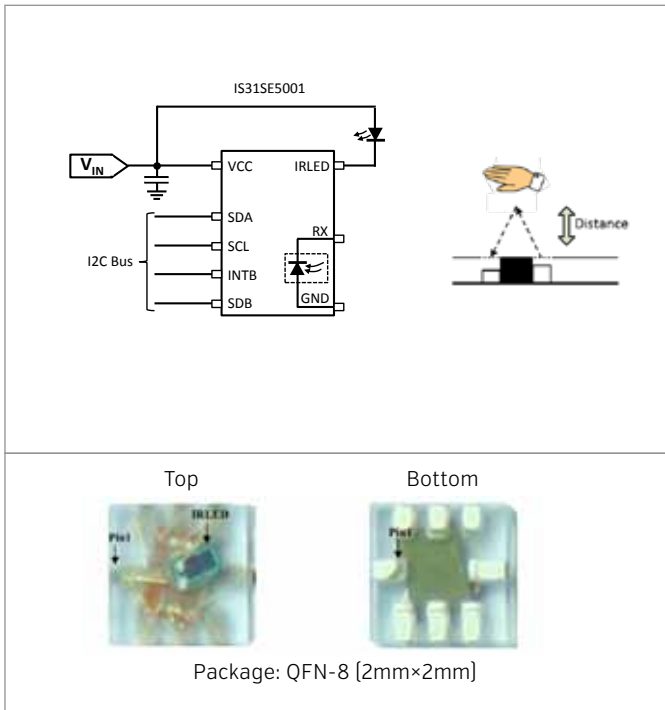 IS31SE5001
VIN
VCC
IRLED
SDA
RX
SCL
I2C Bus
INTB
GND
SDB
Distance
Top
Bottom
IRLED
Pin1
Pin1
Package: QFN-8 (2mm×2mm)